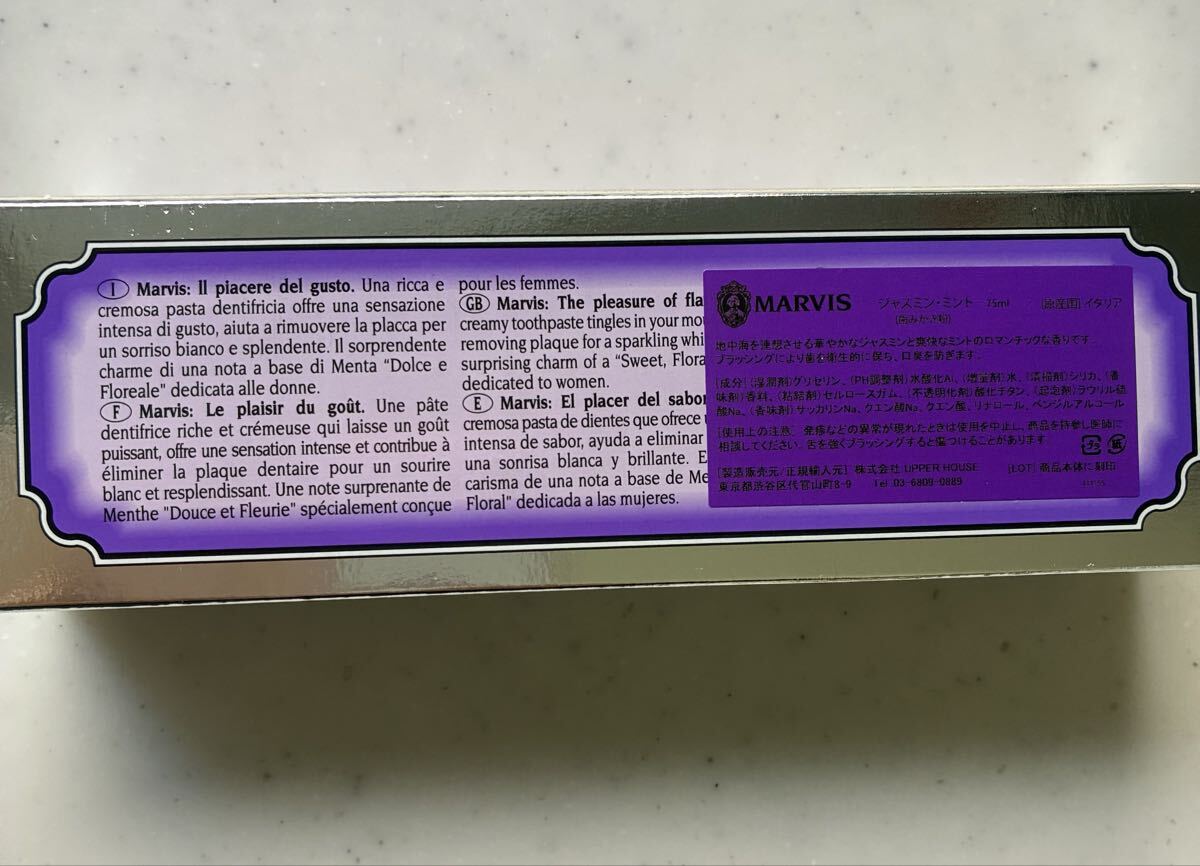 I Marvis: Il piacere del gusto. Una ricca e
cremosa pasta dentifricia offre una sensazione
intensa di gusto, aiuta a rimuovere la placca per
un sorriso bianco e splendente. Il sorprendente
charme di una nota a base di Menta "Dolce e
Floreale" dedicata alle donne.
F Marvis: Le plaisir du goût. Une pâte
dentifrice riche et crémeuse qui laisse un goût
puissant, offre une sensation intense et contribue à
éliminer la plaque dentaire pour un sourire
blanc et resplendissant. Une note surprenante de
Menthe "Douce et Fleurie" spécialement conçue
pour les femmes.
GB Marvis: The pleasure of fla
creamy toothpaste tingles in your mou
removing plaque for a sparkling whi
surprising charm of a "Sweet, Flora
dedicated to women.
E Marvis: El placer del sabor
cremosa pasta de dientes que ofrece
intensa de sabor, ayuda a eliminar
una sonrisa blanca y brillante. E
carisma de una nota a base de Me
Floral" dedicada a las mujeres.
MARVIS ジャスミン・ミント 75ml [原産国]イタリア
(歯みがき粉)
地中海を連想させる華やかなジャスミンと爽快なミントのロマンチックな香りです。
ブラッシングにより歯を衛生的に保ち、口臭を防ぎます。
[成分](湿潤剤)グリセリン、(PH調整剤)水酸化Al、(増量剤)水、(清掃剤)シリカ、(香
味剤)香料、(粘結剤)セルロースガム、(不透明化剤)酸化チタン、(起泡剤)ラウリル硫
酸Na、(香味剤)サッカリンNa、クエン酸Na、クエン酸、リナロール、ベンジルアルコール
[使用上の注意] 発疹などの異常が現れたときは使用を中止し、商品を持参し医師に
相談してください。舌を強くブラッシングすると傷つけることがあります。
[製造販売元/正規輸入元] 株式会社 UPPER HOUSE [LOT]商品本体に刻印
東京都渋谷区代官山町8-9 Tel 03-6809-0889
プラ 紙